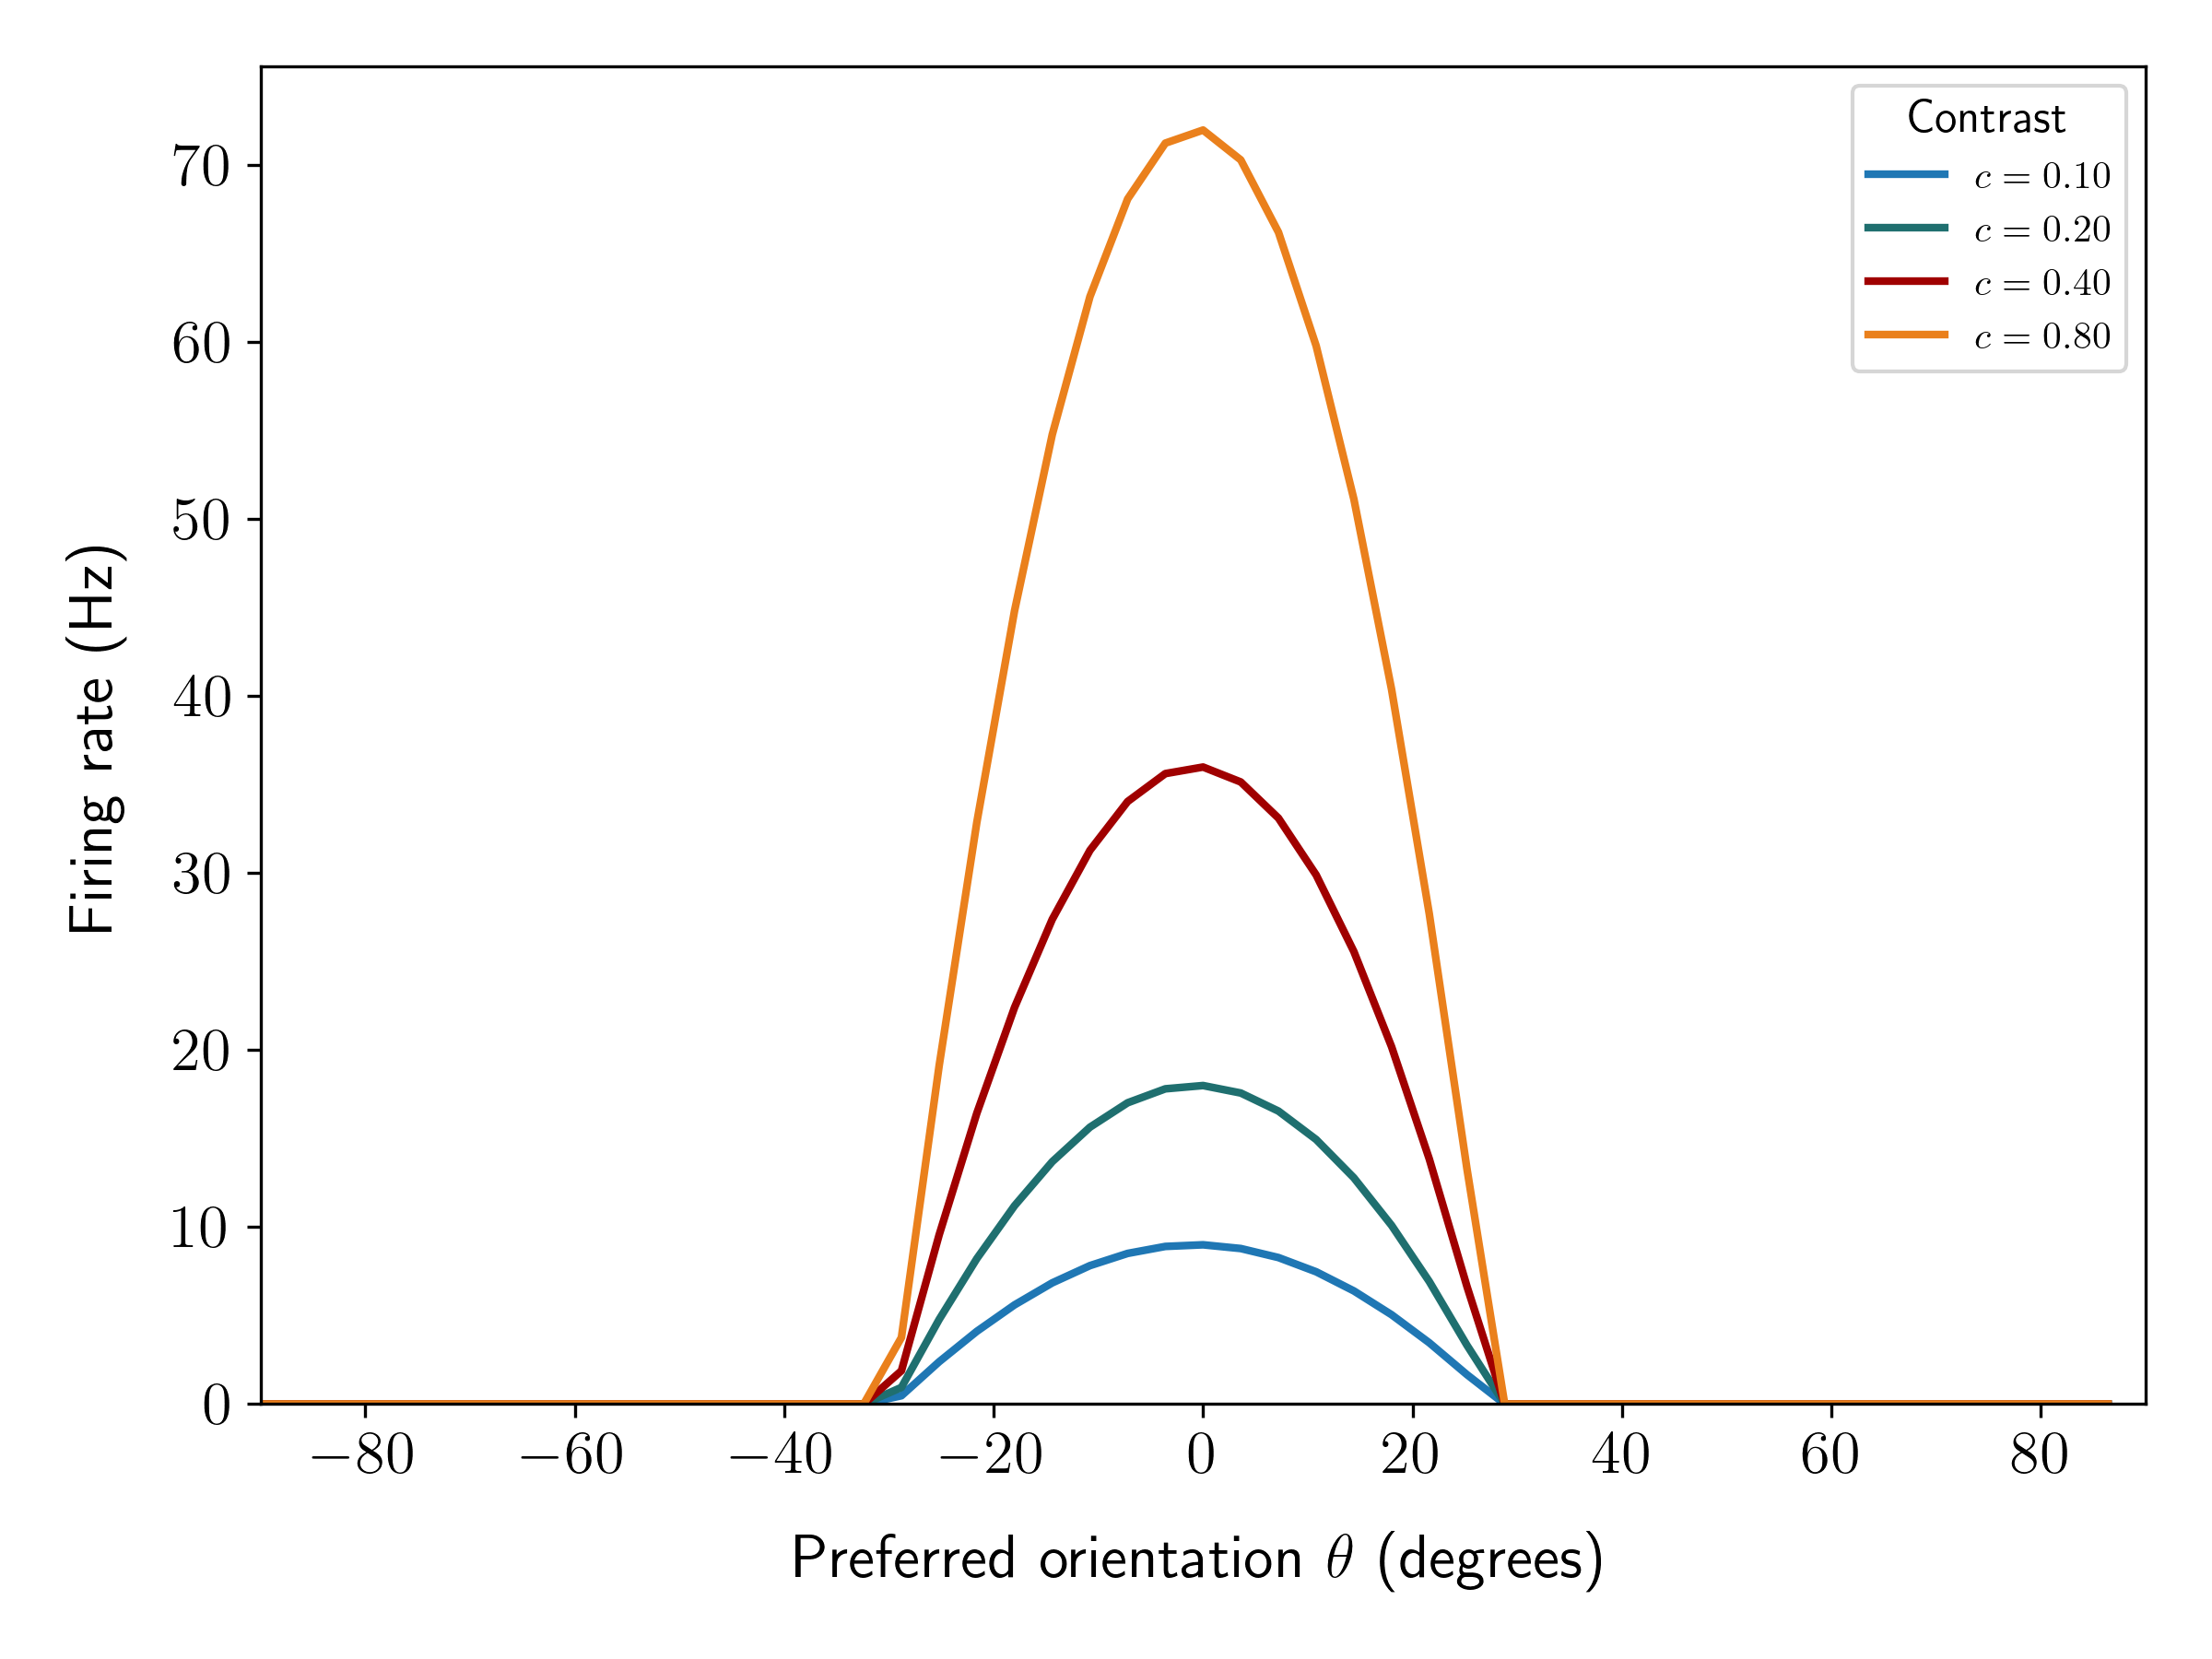 Contrast
c = 0.10
c = 0.20
c = 0.40
c = 0.80
70
60
50
40
30
20
10
0
Firing rate (Hz)
−80 −60 −40 −20 0 20 40 60 80
Preferred orientation θ (degrees)